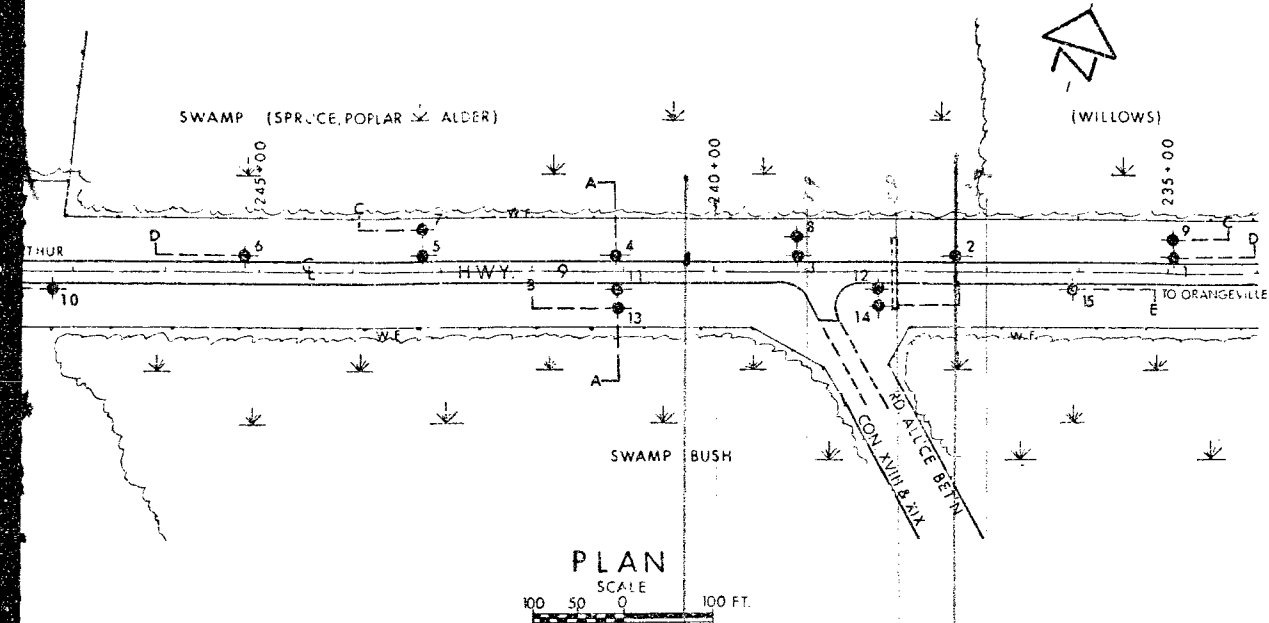 SWAMP (SPRUCE, POPLAR ALDER)
(WILLOWS)
245+00
240+00
235+00
A
C
7
W.F.
8
9
C
D
D
6
5
4
2
1
HWY. 9
℄
11
12
10
B
13
14
15
E
TO ORANGEVILLE
W.F.
W.F.
A
RD. ALL'CE BET'N
CON XVIII & XIX
SWAMP BUSH
PLAN
SCALE
100 50 0 100 FT.